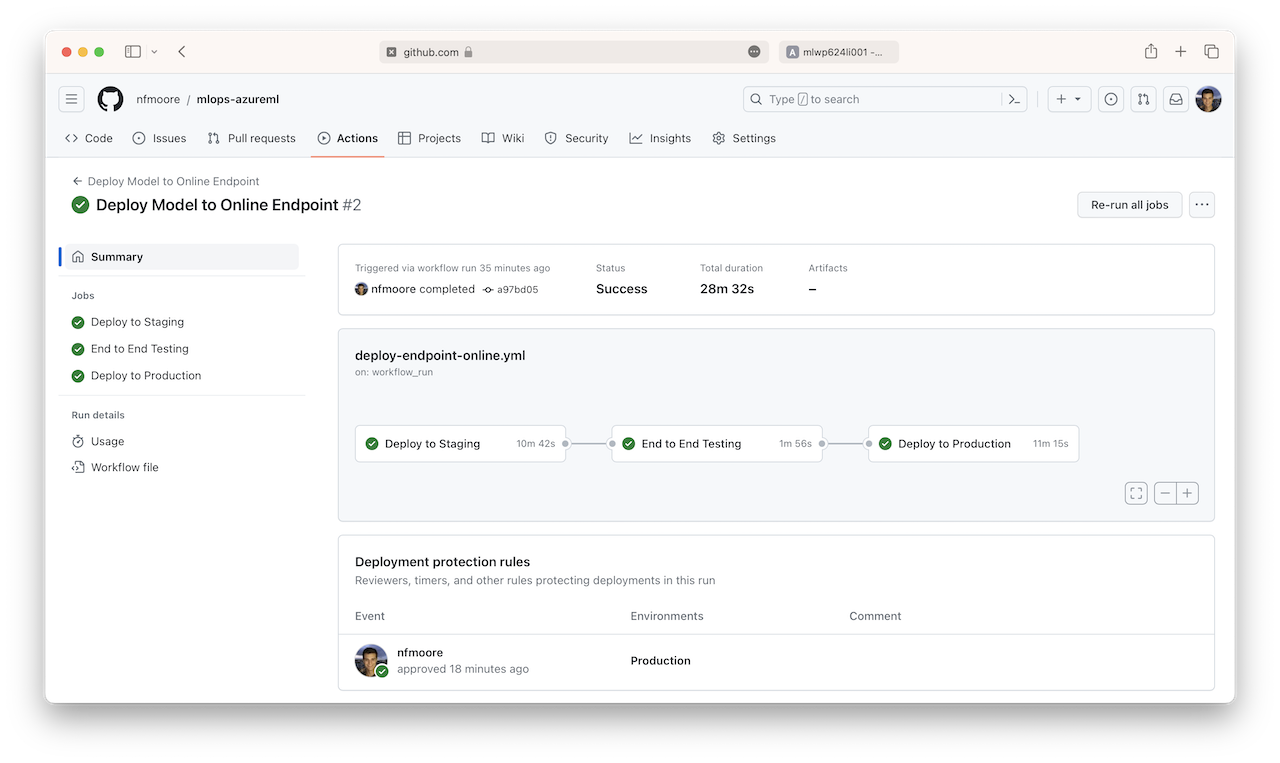 github.com
A mlwp624li001 -...
nfmoore / mlops-azureml
Type / to search
Code Issues Pull requests Actions Projects Wiki Security Insights Settings
Deploy Model to Online Endpoint
Deploy Model to Online Endpoint #2
Re-run all jobs
Summary
Jobs
Deploy to Staging
End to End Testing
Deploy to Production
Run details
Usage
Workflow file
Triggered via workflow run 35 minutes ago Status Total duration Artifacts
nfmoore completed a97bd05 Success 28m 32s –
deploy-endpoint-online.yml
on: workflow_run
Deploy to Staging 10m 42s End to End Testing 1m 56s Deploy to Production 11m 15s
Deployment protection rules
Reviewers, timers, and other rules protecting deployments in this run
Event Environments Comment
nfmoore
approved 18 minutes ago Production